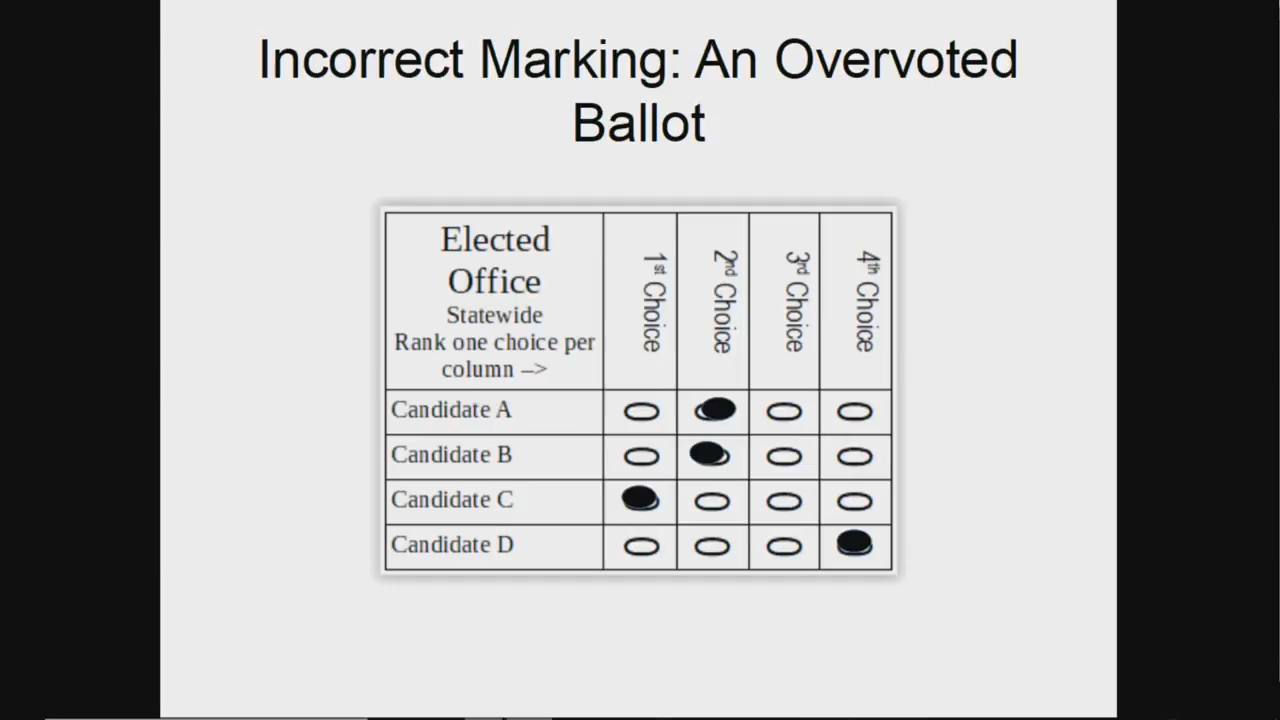 Incorrect Marking: An Overvoted
Ballot
Elected
Office
Statewide
Rank one choice per
column –>
1st Choice
2nd Choice
3rd Choice
4th Choice
Candidate A
Candidate B
Candidate C
Candidate D